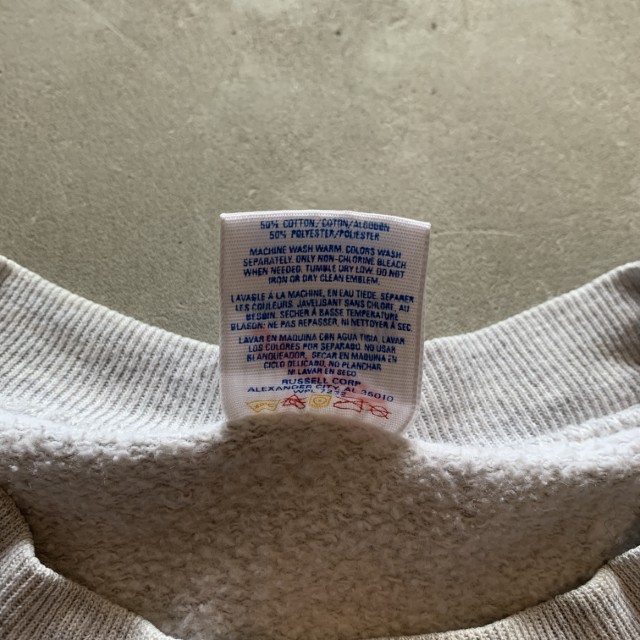 50% COTTON/COTON/ALGODON
50% POLYESTER/POLIESTER
MACHINE WASH WARM, COLORS WASH
SEPARATELY. ONLY NON-CHLORINE BLEACH
WHEN NEEDED. TUMBLE DRY LOW. DO NOT
IRON OR DRY CLEAN EMBLEM.
LAVABLE A LA MACHINE, EN EAU TIEDE, SEPARER
LES COULEURS. JAVELISANT SANS CHLORE, AU
BESOIN. SECHER A BASSE TEMPERATURE.
NE PAS REPASSER, NI NETTOYER A SEC
LAVAR EN MAQUINA CON AGUA TIBIA, LAVAR
LOS COLORES POR SEPARADO. NO USAR
BLANQUEADOR, SECAR EN MAQUINA EN
CICLO DELICADO, NO PLANCHAR
NI LAVAR EN SECO.
RUSSELL CORP.
ALEXANDER CITY, AL 35010